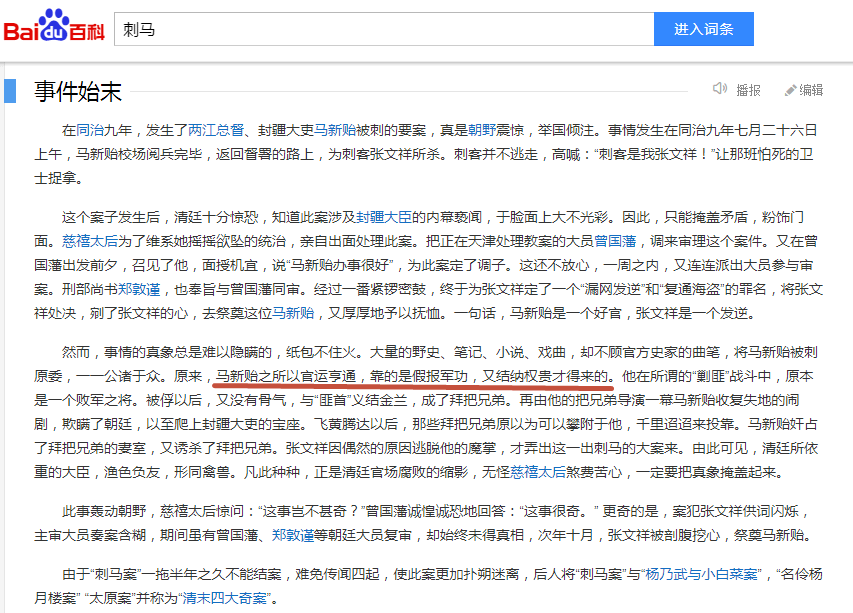 Baidu百科 刺马 进入词条
事件始末 播报 编辑
在同治九年，发生了两江总督、封疆大吏马新贻被刺的要案，真是朝野震惊，举国倾注。事情发生在同治九年七月二十六日
上午，马新贻校场阅兵完毕，返回督署的路上，为刺客张文祥所杀。刺客并不逃走，高喊：“刺客是我张文祥！”让那班怕死的卫
士捉拿。
这个案子发生后，清廷十分惊恐，知道此案涉及封疆大臣的内幕亵闻，于脸面上大不光彩。因此，只能掩盖矛盾，粉饰门
面。慈禧太后为了维系她摇摇欲坠的统治，亲自出面处理此案。把正在天津处理教案的大员曾国藩，调来审理这个案件。又在曾
国藩出发前夕，召见了他，面授机宜，说“马新贻办事很好”，为此案定了调子。这还不放心，一周之内，又连连派出大员参与审
案。刑部尚书郑敦谨，也奉旨与曾国藩同审。经过一番紧锣密鼓，终于为张文祥定了一个“漏网发逆”和“复通海盗”的罪名，将张文
祥处决，剐了张文祥的心，去祭奠这位马新贻，又厚厚地予以抚恤。一句话，马新贻是一个好官，张文祥是一个发逆。
然而，事情的真象总是难以隐瞒的，纸包不住火。大量的野史、笔记、小说、戏曲，却不顾官方史家的曲笔，将马新贻被刺
原委，一一公诸于众。原来，马新贻之所以官运亨通，靠的是假报军功，又结纳权贵才得来的。他在所谓的“剿匪”战斗中，原本
是一个败军之将。被俘以后，又没有骨气，与“匪首”义结金兰，成了拜把兄弟。再由他的把兄弟导演一幕马新贻收复失地的闹
剧，欺瞒了朝廷，以至爬上封疆大吏的宝座。飞黄腾达以后，那些拜把兄弟原以为可以攀附于他，千里迢迢来投靠。马新贻奸占
了拜把兄弟的妻室，又诱杀了拜把兄弟。张文祥因偶然的原因逃脱他的魔掌，才弄出这一出刺马的大案来。由此可见，清廷所依
重的大臣，渔色负友，形同禽兽。凡此种种，正是清廷官场腐败的缩影，无怪慈禧太后煞费苦心，一定要把真象掩盖起来。
此事轰动朝野，慈禧太后惊问：“这事岂不甚奇？”曾国藩诚惶诚恐地回答：“这事很奇。” 更奇的是，案犯张文祥供词闪烁，
主审大员奏案含糊，期间虽有曾国藩、郑敦谨等朝廷大员复审，却始终未得真相，次年十月，张文祥被剖腹挖心，祭奠马新贻。
由于“刺马案”一拖半年之久不能结案，难免传闻四起，使此案更加扑朔迷离，后人将“刺马案”与“杨乃武与小白菜案”，“名伶杨
月楼案” “太原案”并称为“清末四大奇案”。